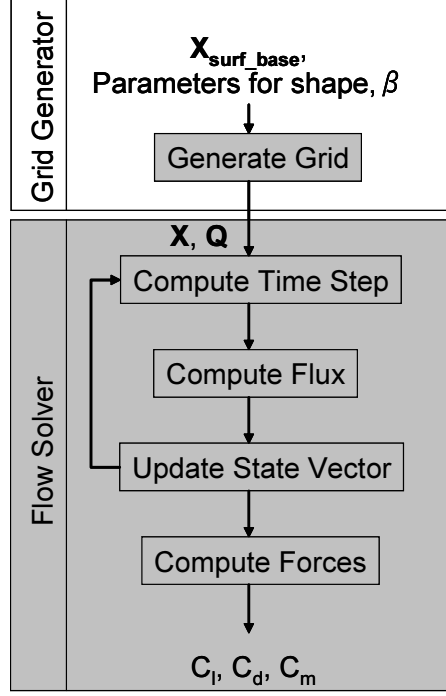 Grid Generator
X_surf_base,
Parameters for shape, β
Generate Grid
Flow Solver
X, Q
Compute Time Step
Compute Flux
Update State Vector
Compute Forces
C_l, C_d, C_m